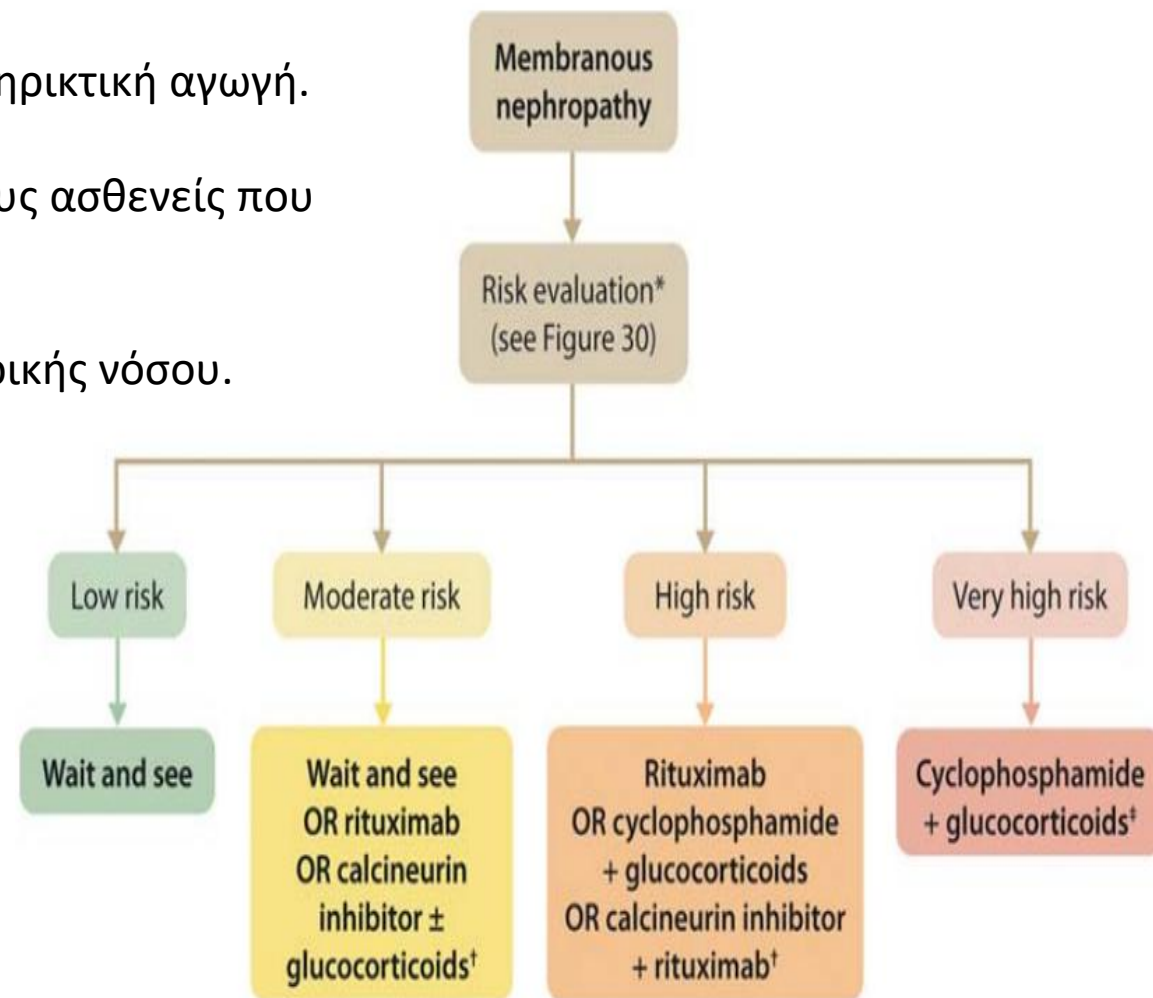 ηρικτική αγωγή.
υς ασθενείς που
ρικής νόσου.
Membranous
nephropathy
Risk evaluation*
(see Figure 30)
Low risk
Moderate risk
High risk
Very high risk
Wait and see
Wait and see
OR rituximab
OR calcineurin
inhibitor ±
glucocorticoids†
Rituximab
OR cyclophosphamide
+ glucocorticoids
OR calcineurin inhibitor
+ rituximab†
Cyclophosphamide
+ glucocorticoids‡